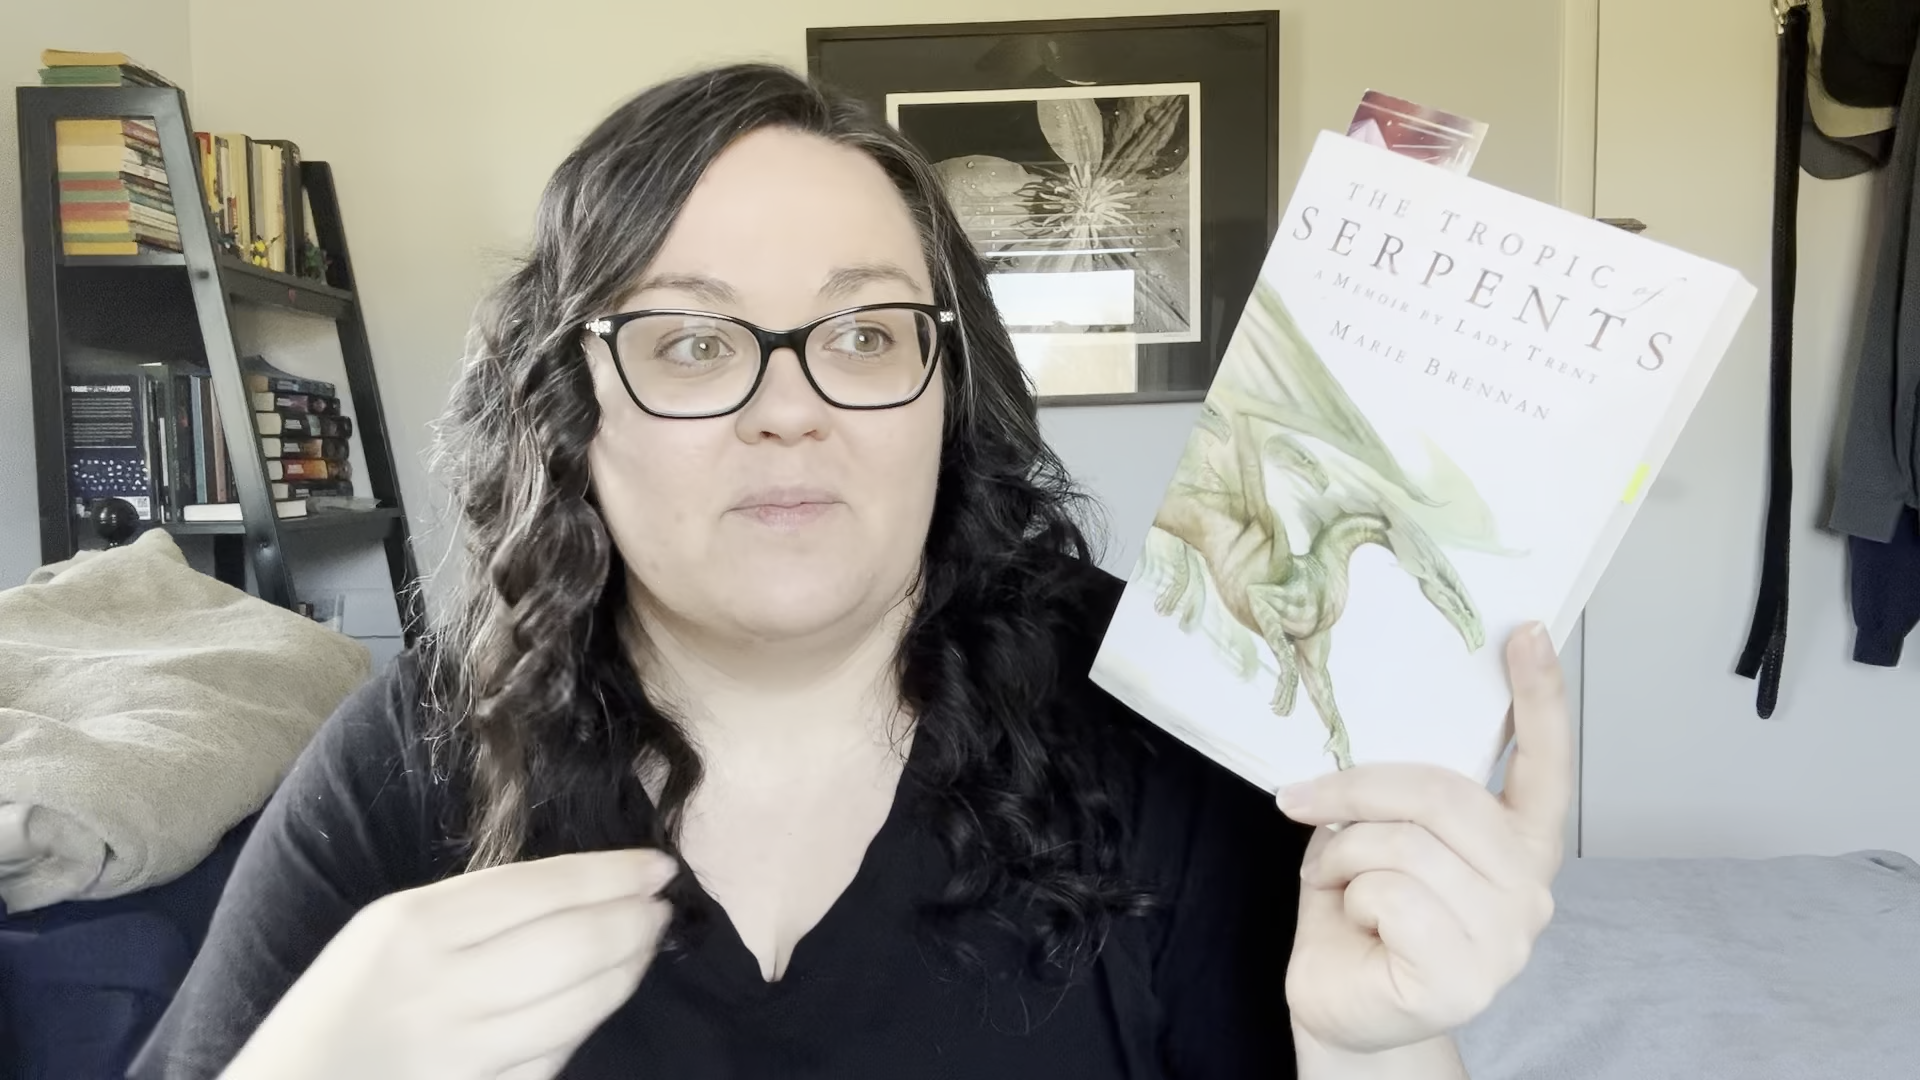 THE TROPIC of
SERPENTS
A MEMOIR BY LADY TRENT
MARIE BRENNAN